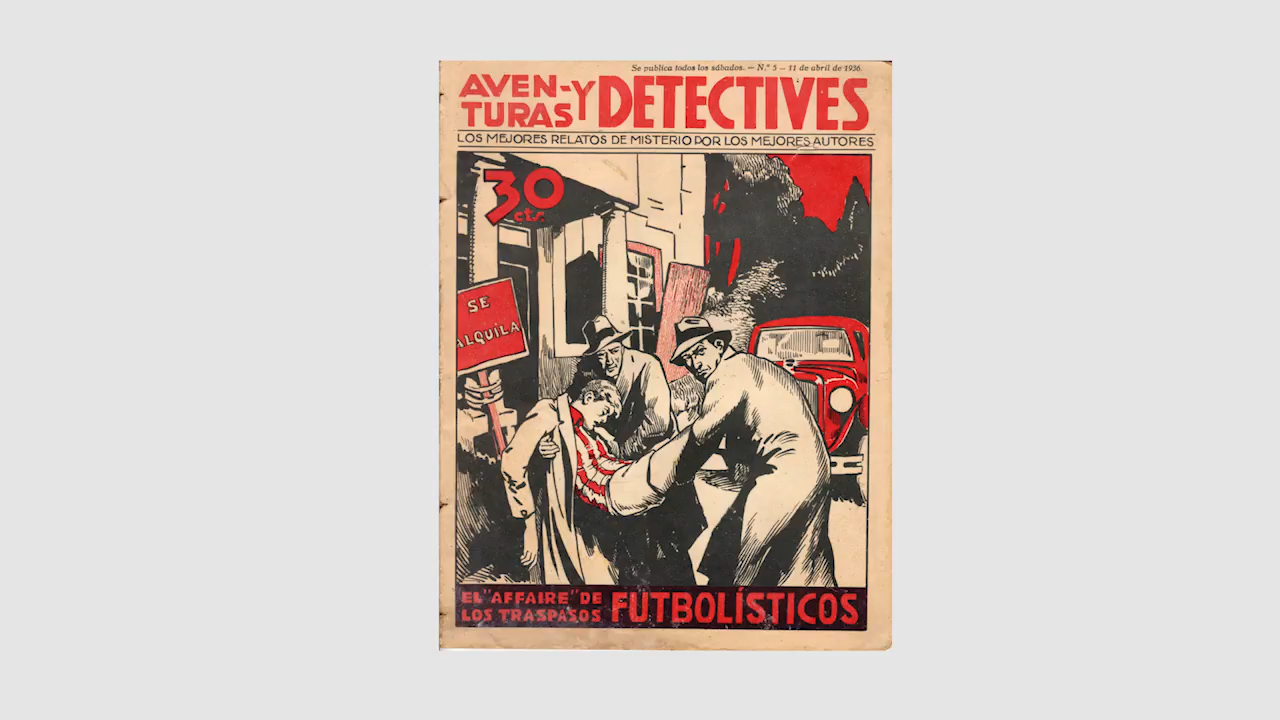 Se publica todos los sábados. — N.º 5 — 11 de abril de 1936.
AVEN-
TURAS
Y DETECTIVES
LOS MEJORES RELATOS DE MISTERIO POR LOS MEJORES AUTORES
30
cts.
SE
ALQUILA
EL "AFFAIRE" DE
LOS TRASPASOS
FUTBOLÍSTICOS